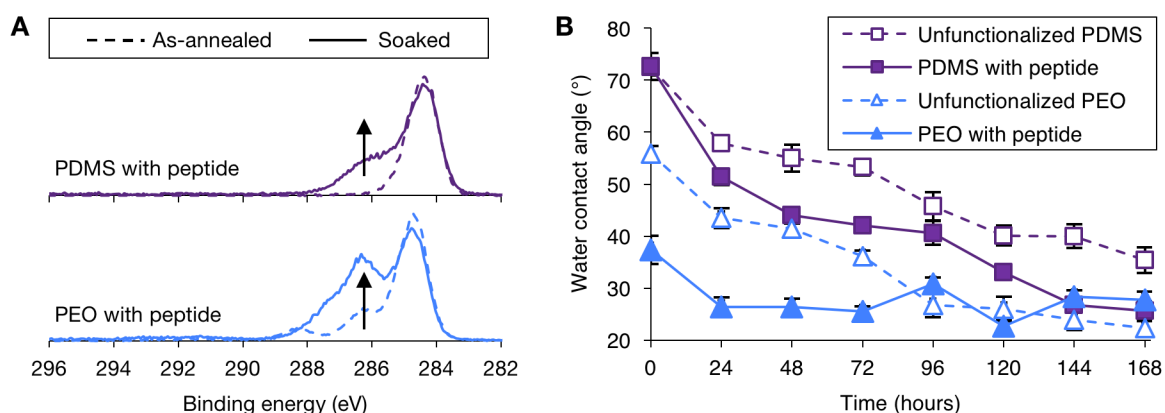 A
As-annealed
Soaked
PDMS with peptide
PEO with peptide
296 294 292 290 288 286 284 282
Binding energy (eV)
B
Unfunctionalized PDMS
PDMS with peptide
Unfunctionalized PEO
PEO with peptide
Water contact angle (°)
80
70
60
50
40
30
20
0 24 48 72 96 120 144 168
Time (hours)